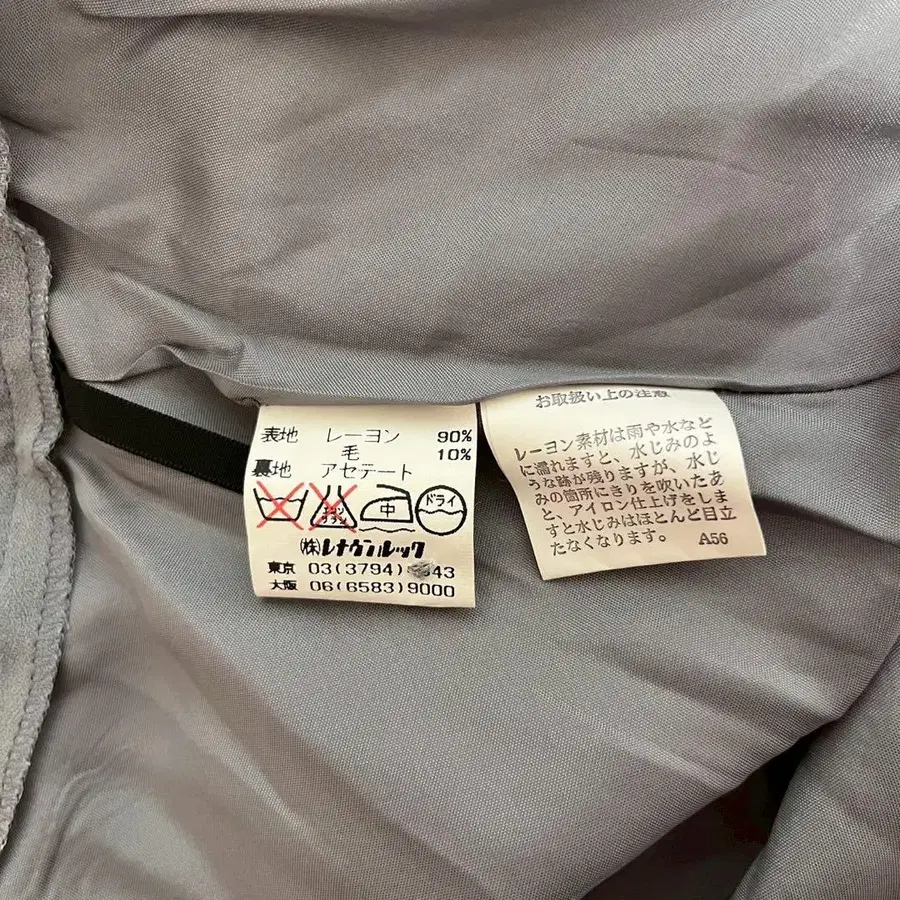 表地 レーヨン 90%
毛 10%
裏地 アセテート
エンソ
サラシ
中
ドライ
(株)レナウンルック
東京 03(3794) 43
大阪 06(6583)9000
お取扱い上の注意
レーヨン素材は雨や水など
に濡れますと、水じみのよ
うな跡が残りますが、水じ
みの箇所にきりを吹いたあ
と、アイロン仕上げをしま
すと水じみはほとんど目立
たなくなります。 A56